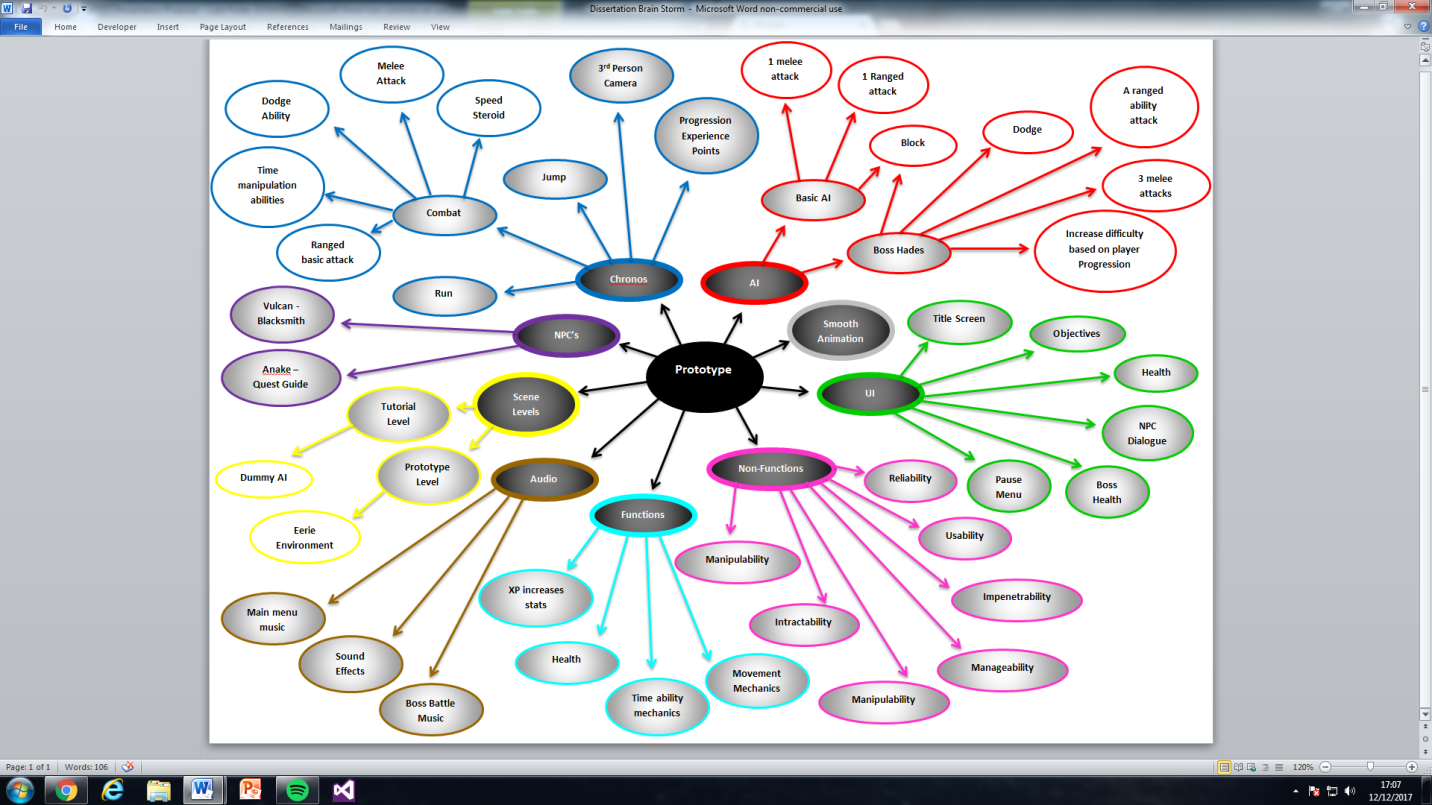 Dissertation Brain Storm - Microsoft Word non-commercial use
File Home Developer Insert Page Layout References Mailings Review View
Melee
Attack
Dodge
Ability
Speed
Steroid
Time
manipulation
abilities
Combat
Ranged
basic attack
3rd Person
Camera
Progression
Experience
Points
Jump
Run
Chronos
1 melee
attack
1 Ranged
attack
Block
Dodge
A ranged
ability
attack
3 melee
attacks
Increase difficulty
based on player
Progression
Basic AI
Boss Hades
AI
Vulcan -
Blacksmith
Anake –
Quest Guide
NPC's
Smooth
Animation
Prototype
Title Screen
Objectives
Health
NPC
Dialogue
Boss
Health
Pause
Menu
UI
Scene
Levels
Tutorial
Level
Dummy AI
Prototype
Level
Eerie
Environment
Audio
Main menu
music
Sound
Effects
Boss Battle
Music
Functions
XP increases
stats
Health
Time ability
mechanics
Movement
Mechanics
Non-Functions
Reliability
Usability
Impenetrability
Manageability
Manipulability
Intractability
Manipulability
Page: 1 of 1 Words: 106
120%
17:07
12/12/2017